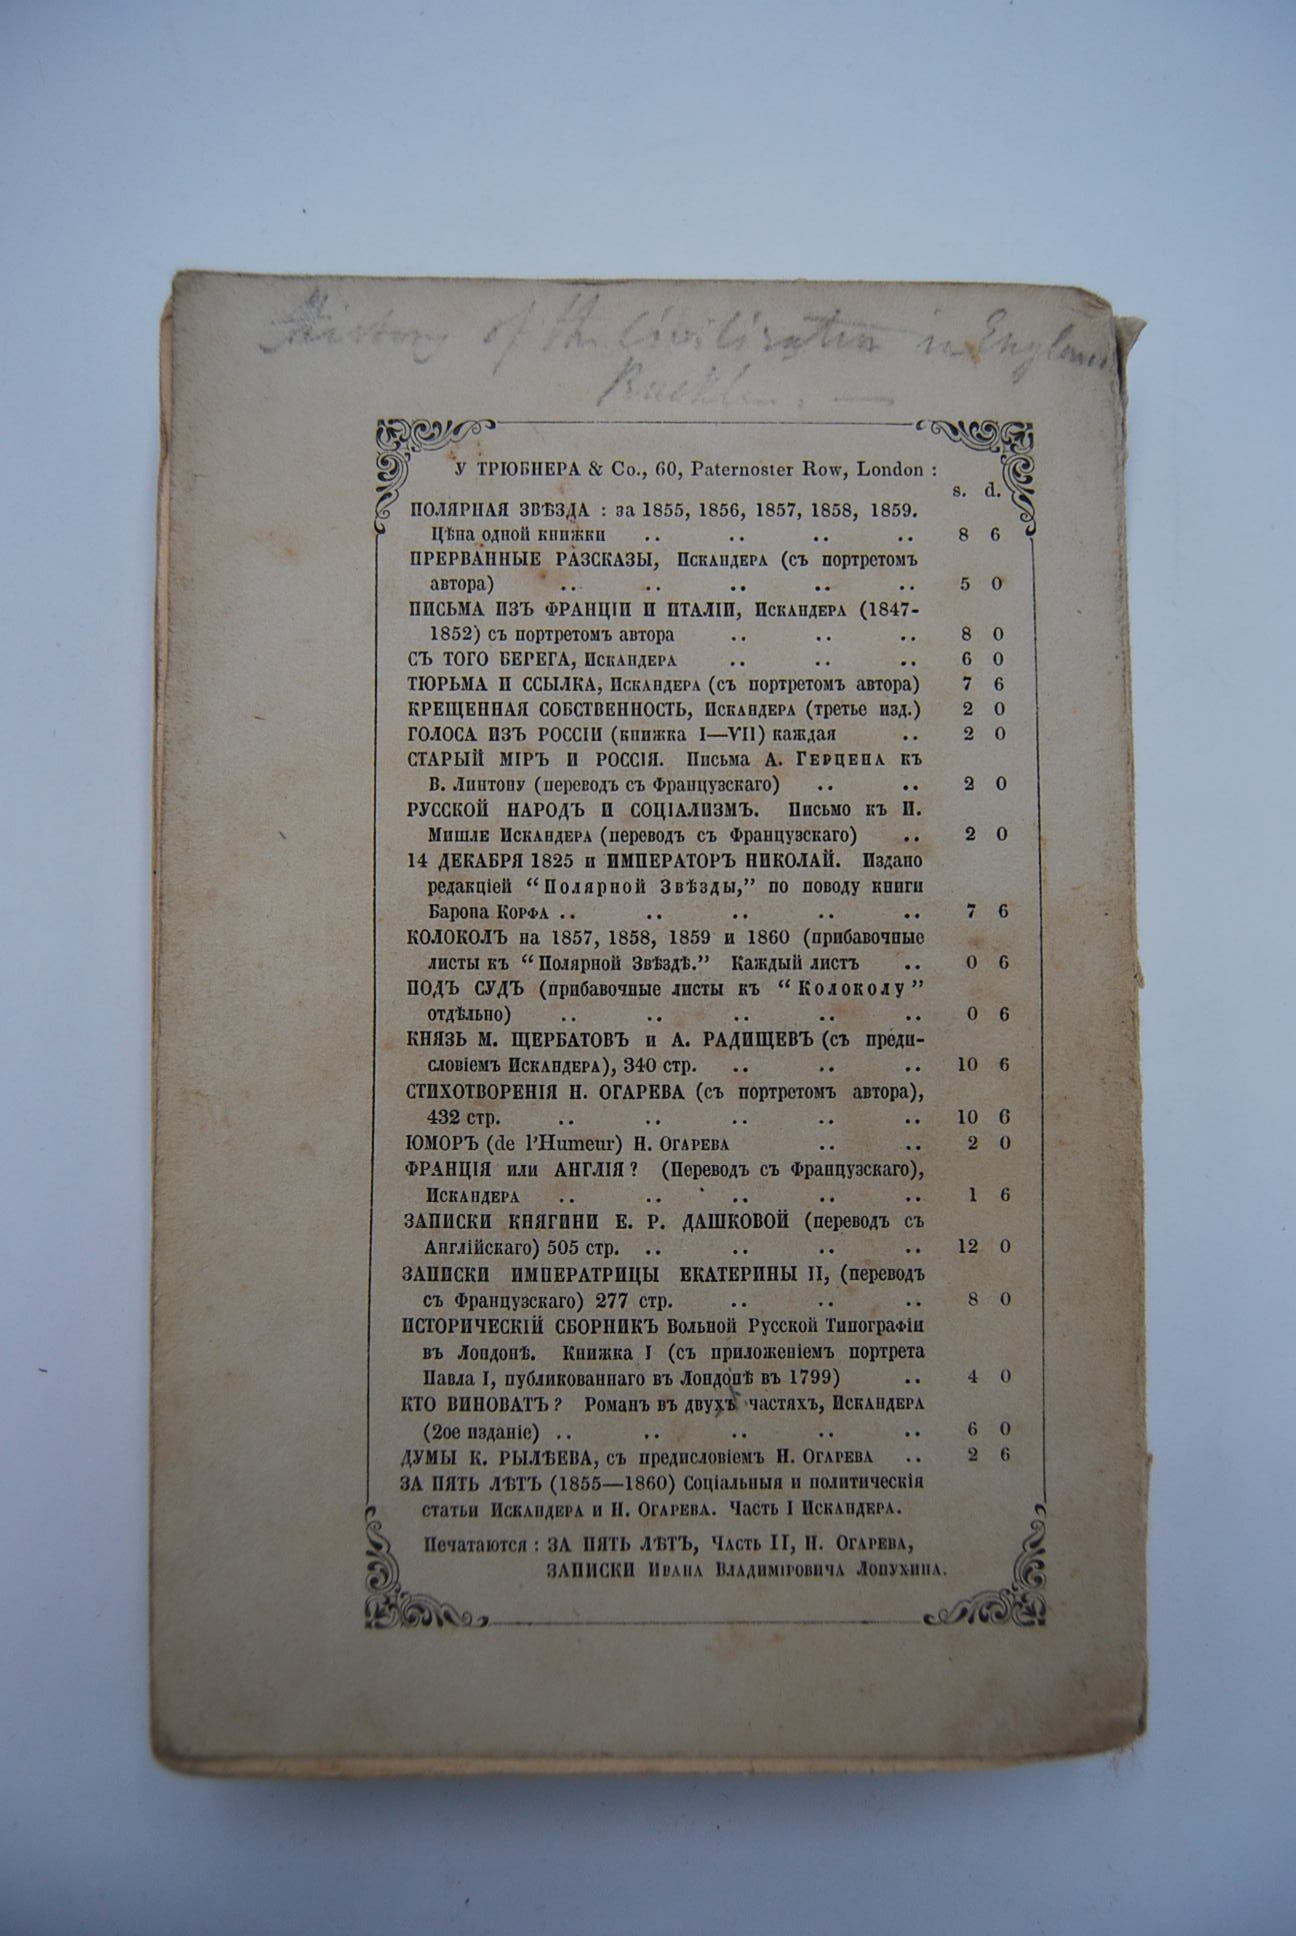 History of the Civilization in England
Buckle. —
У ТРЮБНЕРА & Co., 60, Paternoster Row, London :
s. d.
ПОЛЯРНАЯ ЗВѢЗДА : за 1855, 1856, 1857, 1858, 1859.
Цѣна одной книжки .. .. .. .. 8 6
ПРЕРВАННЫЕ РАЗСКАЗЫ, Искандера (съ портретомъ
автора) .. .. .. .. .. 5 0
ПИСЬМА ИЗЪ ФРАНЦІИ И ИТАЛІИ, Искандера (1847-
1852) съ портретомъ автора .. .. .. 8 0
СЪ ТОГО БЕРЕГА, Искандера .. .. .. 6 0
ТЮРЬМА И ССЫЛКА, Искандера (съ портретомъ автора) 7 6
КРЕЩЕННАЯ СОБСТВЕННОСТЬ, Искандера (третье изд.) 2 0
ГОЛОСА ИЗЪ РОССІИ (книжка I—VII) каждая .. 2 0
СТАРЫЙ МІРЪ И РОССІЯ. Письма А. Герцена къ
В. Линтону (переводъ съ Французскаго) .. .. 2 0
РУССКОЙ НАРОДЪ И СОЦІАЛИЗМЪ. Письмо къ И.
Мишле Искандера (переводъ съ Французскаго) .. 2 0
14 ДЕКАБРЯ 1825 и ИМПЕРАТОРЪ НИКОЛАЙ. Издано
редакціей “Полярной Звѣзды,” по поводу книги
Барона Корфа .. .. .. .. .. 7 6
КОЛОКОЛЪ на 1857, 1858, 1859 и 1860 (прибавочные
листы къ “Полярной Звѣздѣ.” Каждый листъ .. 0 6
ПОДЪ СУДЪ (прибавочные листы къ “Колоколу”
отдѣльно) .. .. .. .. .. 0 6
КНЯЗЬ М. ЩЕРБАТОВЪ и А. РАДИЩЕВЪ (съ преди-
словіемъ Искандера), 340 стр. .. .. .. 10 6
СТИХОТВОРЕНІЯ Н. ОГАРЕВА (съ портретомъ автора),
432 стр. .. .. .. .. .. 10 6
ЮМОРЪ (de l’Humeur) Н. Огарева .. .. 2 0
ФРАНЦІЯ или АНГЛІЯ? (Переводъ съ Французскаго),
Искандера .. .. .. .. .. 1 6
ЗАПИСКИ КНЯГИНИ Е. Р. ДАШКОВОЙ (переводъ съ
Англійскаго) 505 стр. .. .. .. .. 12 0
ЗАПИСКИ ИМПЕРАТРИЦЫ ЕКАТЕРИНЫ II, (переводъ
съ Французскаго) 277 стр. .. .. .. 8 0
ИСТОРИЧЕСКІЙ СБОРНИКЪ Вольной Русской Типографіи
въ Лондонѣ. Книжка I (съ приложеніемъ портрета
Павла I, публикованнаго въ Лондонѣ въ 1799) .. 4 0
КТО ВИНОВАТЪ? Романъ въ двухъ частяхъ, Искандера
(2ое изданіе) .. .. .. .. .. 6 0
ДУМЫ К. РЫЛѢЕВА, съ предисловіемъ Н. Огарева .. 2 6
ЗА ПЯТЬ ЛѢТЪ (1855—1860) Соціальныя и политическія
статьи Искандера и Н. Огарева. Часть I Искандера.
Печатаются : ЗА ПЯТЬ ЛѢТЪ, Часть II, Н. Огарева,
ЗАПИСКИ Ивана Владиміровича Лопухина.